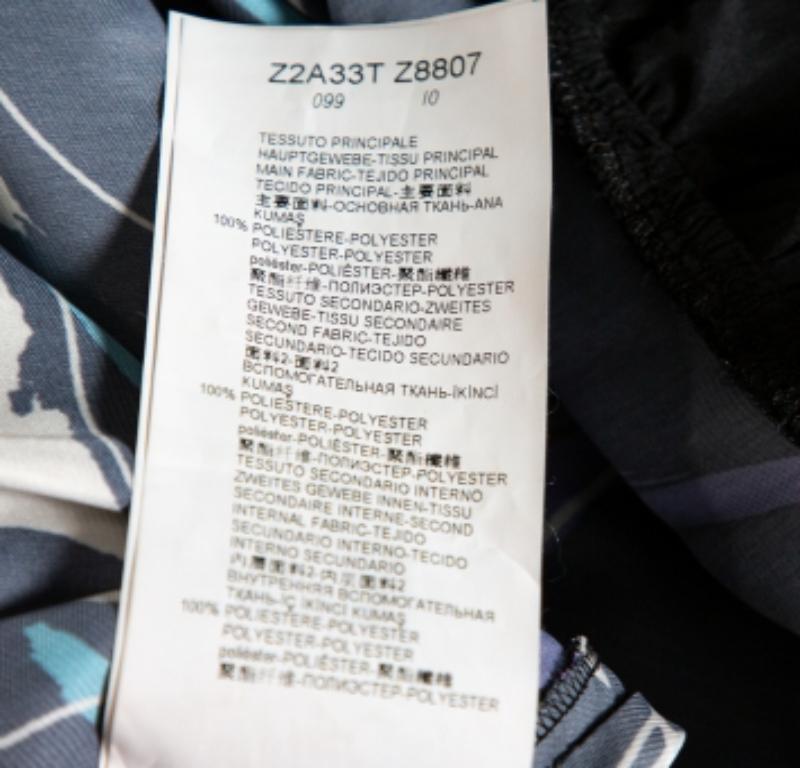 Z2A33T Z8807
099 10
TESSUTO PRINCIPALE
HAUPTGEWEBE-TISSU PRINCIPAL
MAIN FABRIC-TEJIDO PRINCIPAL
TECIDO PRINCIPAL-主要面料
主要面料-ОСНОВНАЯ ТКАНЬ-ANA
KUMAŞ
100% POLIESTERE-POLYESTER
POLYESTER-POLYESTER
poliéster-POLIÉSTER-聚酯纖維
聚酯纤维-ПОЛИЭСТЕР-POLYESTER
TESSUTO SECONDARIO-ZWEITES
GEWEBE-TISSU SECONDAIRE
SECOND FABRIC-TEJIDO
SECUNDARIO-TECIDO SECUNDARIO
面料2-面料2
ВСПОМОГАТЕЛЬНАЯ ТКАНЬ-İKİNCİ
KUMAŞ
100% POLIESTERE-POLYESTER
POLYESTER-POLYESTER
poliéster-POLIÉSTER-聚酯纖維
聚酯纤维-ПОЛИЭСТЕР-POLYESTER
TESSUTO SECONDARIO INTERNO
ZWEITES GEWEBE INNEN-TISSU
SECONDAIRE INTERNE-SECOND
INTERNAL FABRIC-TEJIDO
SECUNDARIO INTERNO-TECIDO
INTERNO SECUNDARIO
内層面料2-内层面料2
ВНУТРЕННЯЯ ВСПОМОГАТЕЛЬНАЯ
ТКАНЬ-İÇ İKİNCİ KUMAŞ
100% POLIESTERE-POLYESTER
POLYESTER-POLYESTER
poliéster-POLIÉSTER-聚酯纖維
聚酯纤维-ПОЛИЭСТЕР-POLYESTER